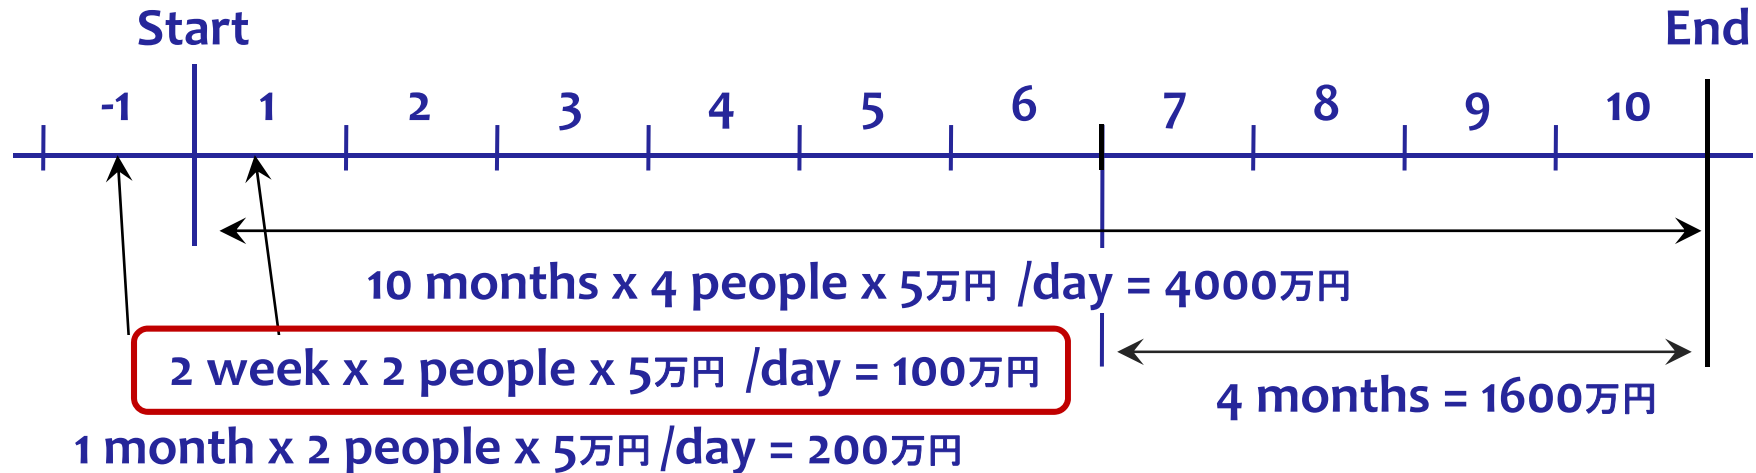 Start End
-1 1 2 3 4 5 6 7 8 9 10
10 months x 4 people x 5万円 /day = 4000万円
2 week x 2 people x 5万円 /day = 100万円
4 months = 1600万円
1 month x 2 people x 5万円 /day = 200万円